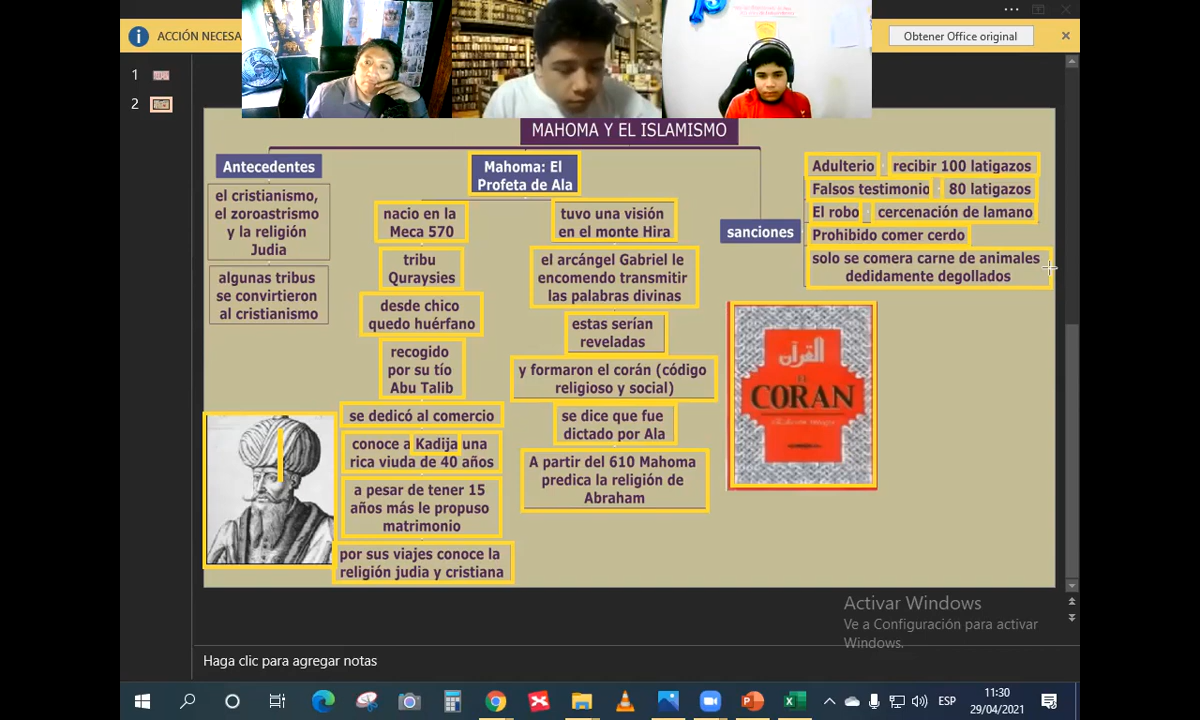 ACCIÓN NECESA
Obtener Office original
1
2
MAHOMA Y EL ISLAMISMO
Antecedentes
el cristianismo,
el zoroastrismo
y la religión
Judia
algunas tribus
se convirtieron
al cristianismo
Mahoma: El
Profeta de Ala
nacio en la
Meca 570
tribu
Quraysies
desde chico
quedo huérfano
recogido
por su tío
Abu Talib
se dedicó al comercio
conoce a Kadija una
rica viuda de 40 años
a pesar de tener 15
años más le propuso
matrimonio
por sus viajes conoce la
religión judia y cristiana
tuvo una visión
en el monte Hira
el arcángel Gabriel le
encomendo transmitir
las palabras divinas
estas serían
reveladas
y formaron el corán (código
religioso y social)
se dice que fue
dictado por Ala
A partir del 610 Mahoma
predica la religión de
Abraham
sanciones
Adulterio recibir 100 latigazos
Falsos testimonio 80 latigazos
El robo cercenación de lamano
Prohibido comer cerdo
solo se comera carne de animales
dedidamente degollados
القرآن
EL
CORAN
Activar Windows
Ve a Configuración para activar
Windows.
Haga clic para agregar notas
ESP
11:30
29/04/2021